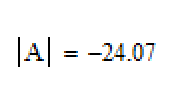 |A| = −24.07